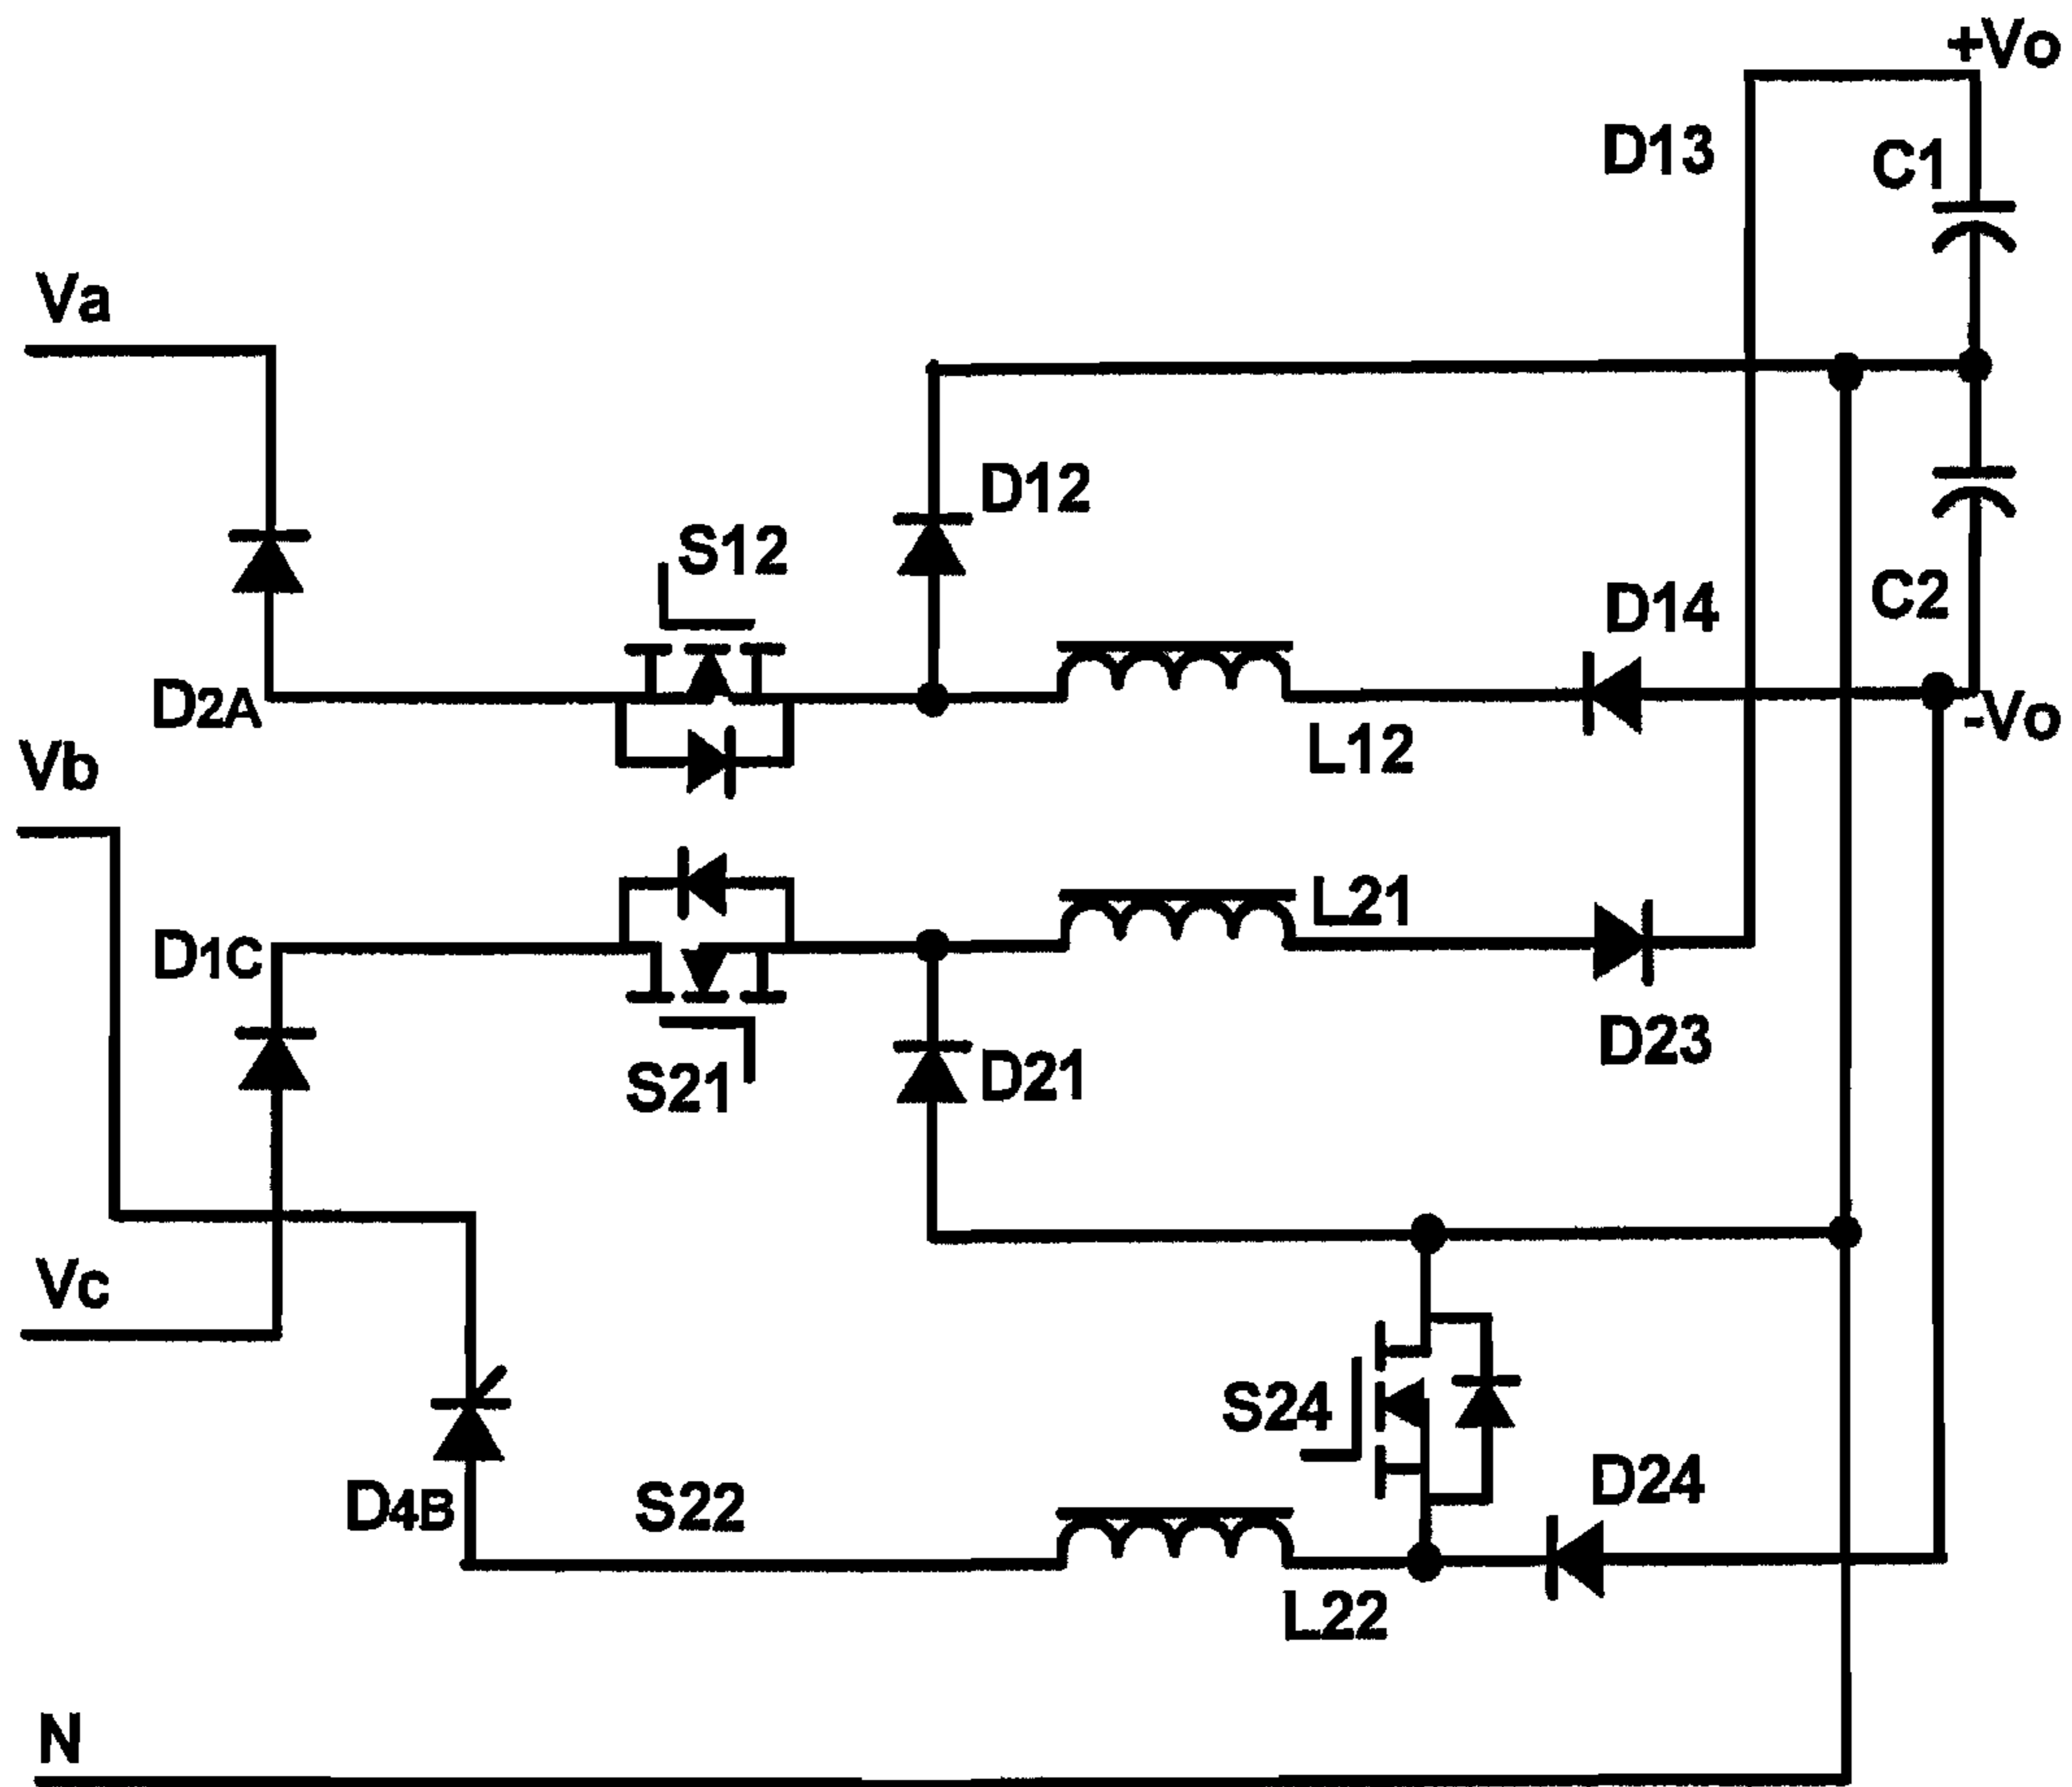 +Vo
D13
C1
Va
D12
S12
D14
C2
D2A
-Vo
L12
Vb
L21
D1C
D23
S21
D21
Vc
S24
D24
D4B
S22
L22
N